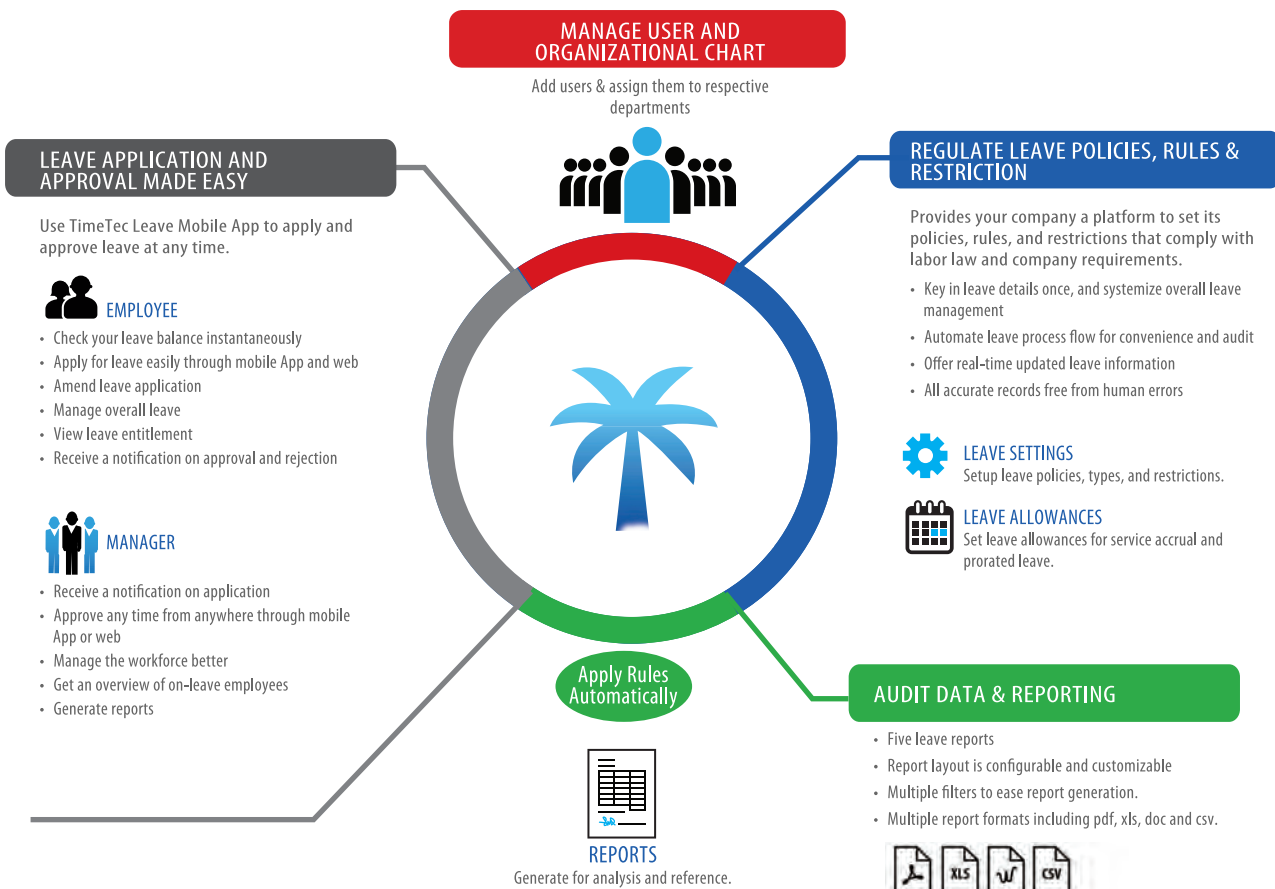 MANAGE USER AND
ORGANIZATIONAL CHART
Add users & assign them to respective
departments
LEAVE APPLICATION AND
APPROVAL MADE EASY
Use TimeTec Leave Mobile App to apply and
approve leave at any time.
EMPLOYEE
• Check your leave balance instantaneously
• Apply for leave easily through mobile App and web
• Amend leave application
• Manage overall leave
• View leave entitlement
• Receive a notification on approval and rejection
MANAGER
• Receive a notification on application
• Approve any time from anywhere through mobile
App or web
• Manage the workforce better
• Get an overview of on-leave employees
• Generate reports
REGULATE LEAVE POLICIES, RULES &
RESTRICTION
Provides your company a platform to set its
policies, rules, and restrictions that comply with
labor law and company requirements.
• Key in leave details once, and systemize overall leave
management
• Automate leave process flow for convenience and audit
• Offer real-time updated leave information
• All accurate records free from human errors
LEAVE SETTINGS
Setup leave policies, types, and restrictions.
LEAVE ALLOWANCES
Set leave allowances for service accrual and
prorated leave.
Apply Rules
Automatically
REPORTS
Generate for analysis and reference.
AUDIT DATA & REPORTING
• Five leave reports
• Report layout is configurable and customizable
• Multiple filters to ease report generation.
• Multiple report formats including pdf, xls, doc and csv.
XLS W CSV